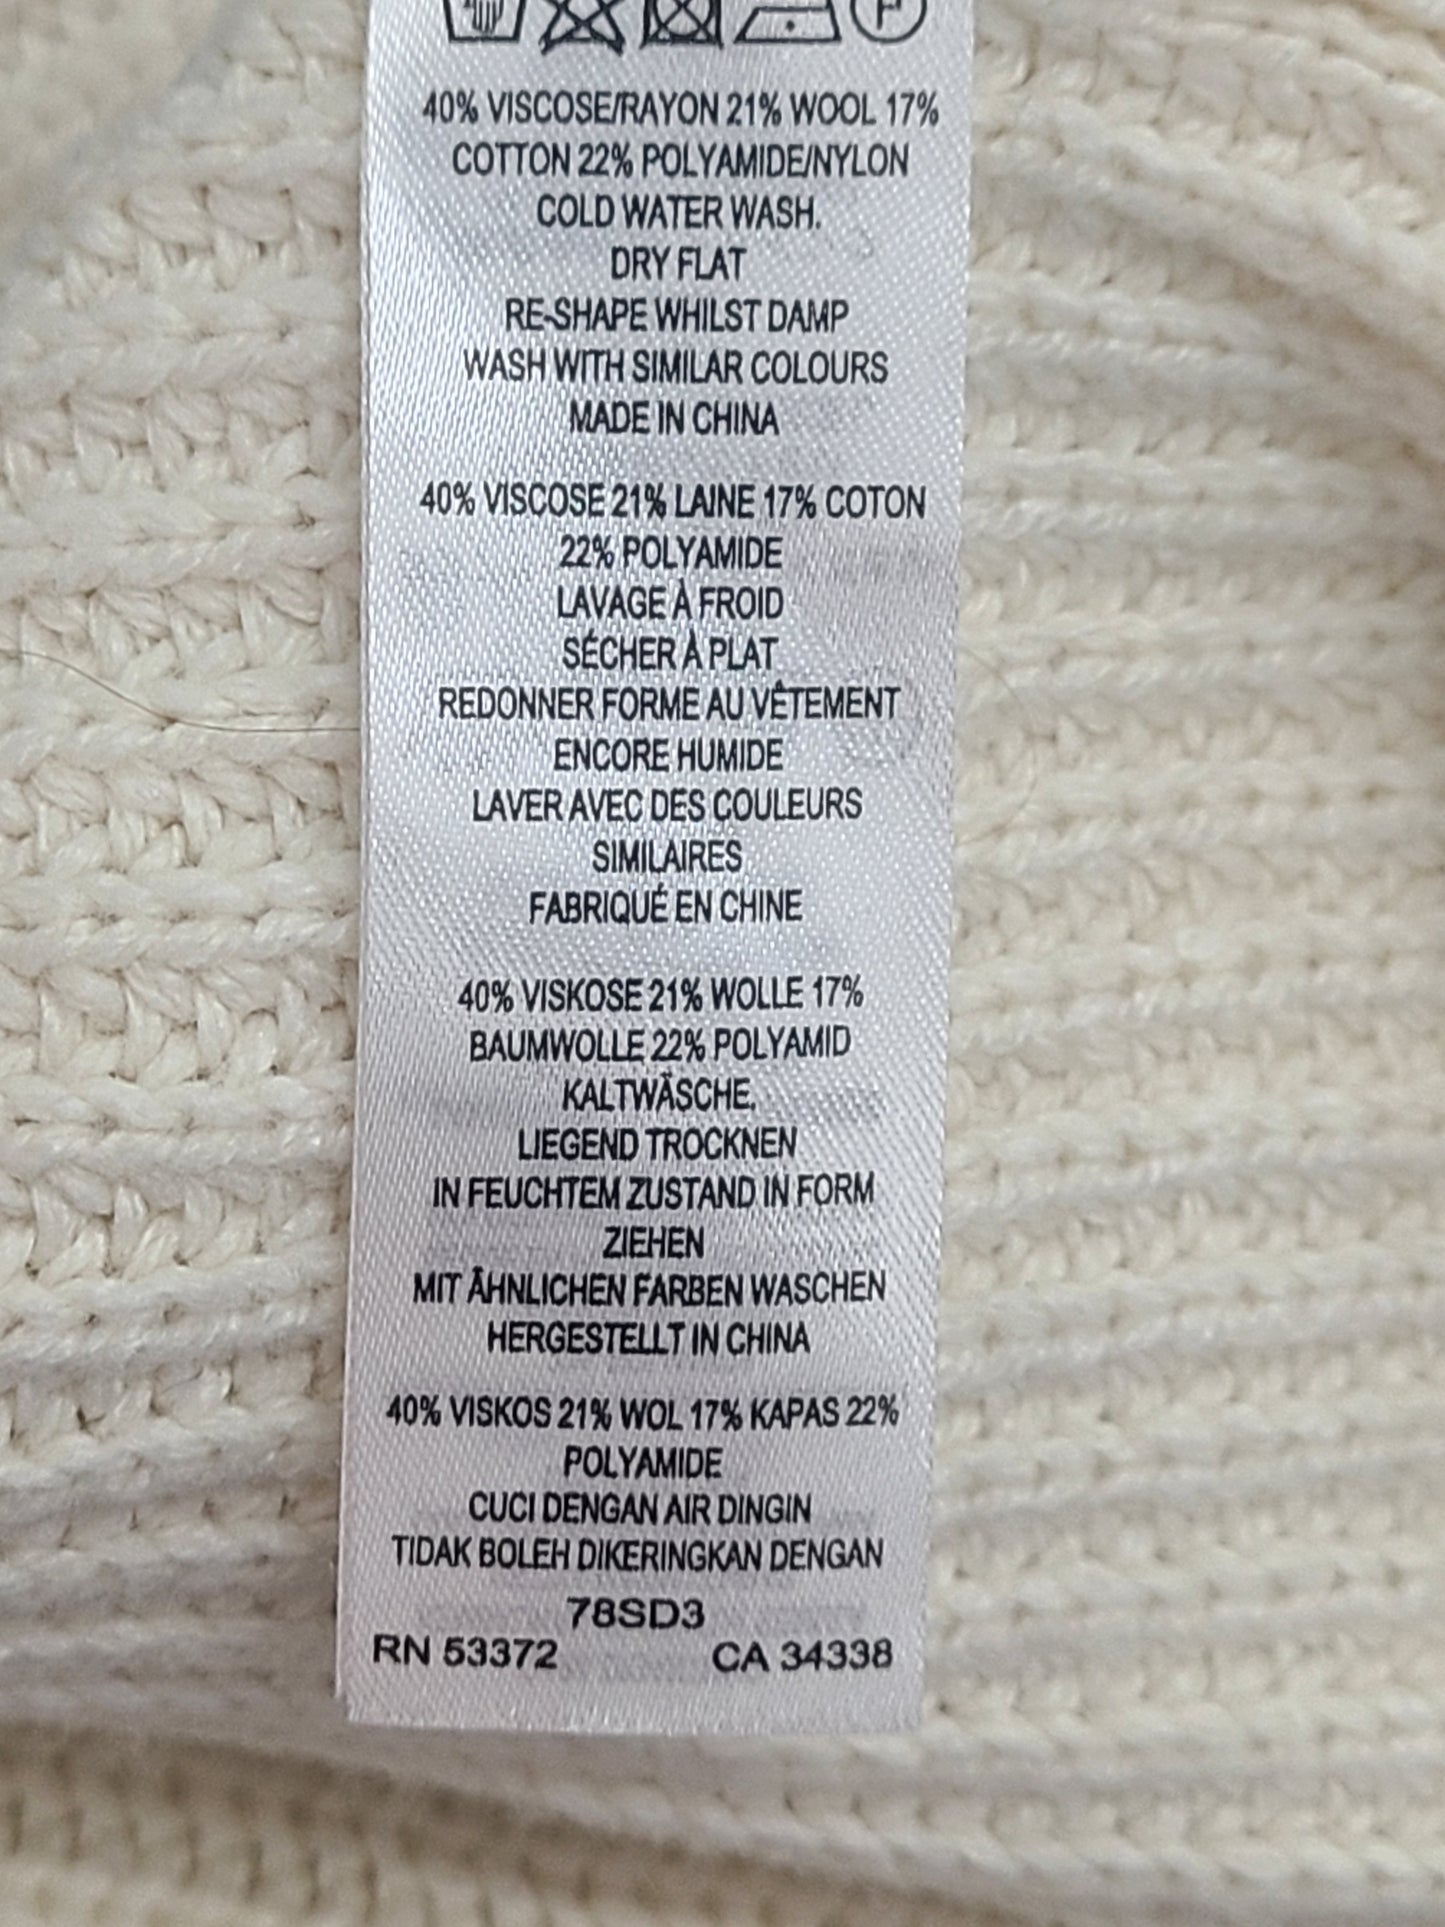 P
40% VISCOSE/RAYON 21% WOOL 17%
COTTON 22% POLYAMIDE/NYLON
COLD WATER WASH.
DRY FLAT
RE-SHAPE WHILST DAMP
WASH WITH SIMILAR COLOURS
MADE IN CHINA
40% VISCOSE 21% LAINE 17% COTON
22% POLYAMIDE
LAVAGE À FROID
SÉCHER À PLAT
REDONNER FORME AU VÊTEMENT
ENCORE HUMIDE
LAVER AVEC DES COULEURS
SIMILAIRES
FABRIQUÉ EN CHINE
40% VISKOSE 21% WOLLE 17%
BAUMWOLLE 22% POLYAMID
KALTWÄSCHE.
LIEGEND TROCKNEN
IN FEUCHTEM ZUSTAND IN FORM
ZIEHEN
MIT ÄHNLICHEN FARBEN WASCHEN
HERGESTELLT IN CHINA
40% VISKOS 21% WOL 17% KAPAS 22%
POLYAMIDE
CUCI DENGAN AIR DINGIN
TIDAK BOLEH DIKERINGKAN DENGAN
78SD3
RN 53372 CA 34338